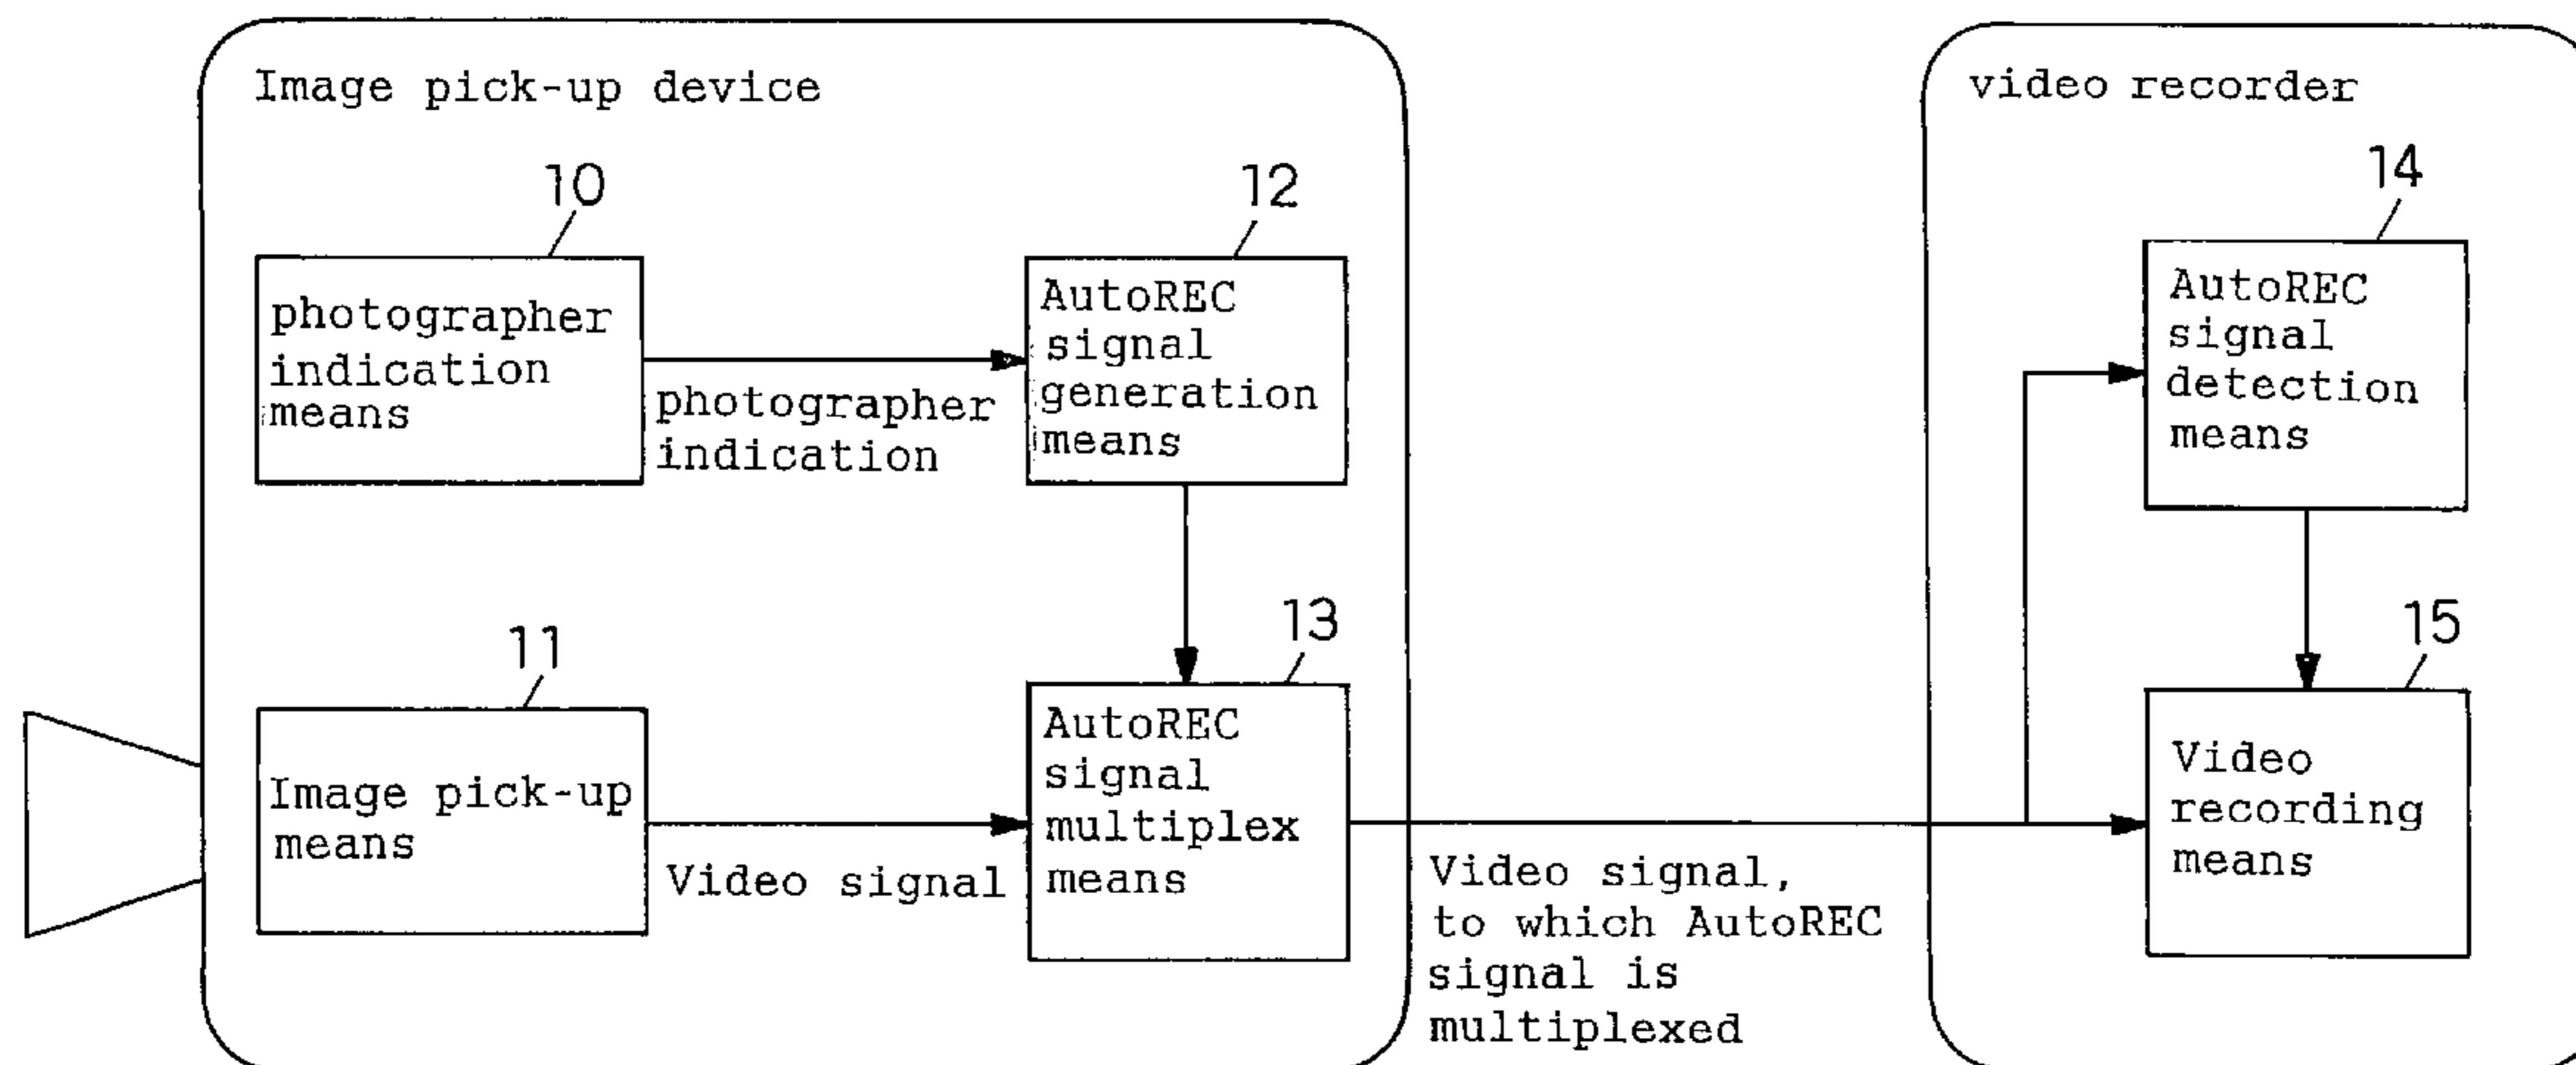 Image pick-up device
10
photographer
indication
means
photographer
indication
12
AutoREC
signal
generation
means
11
Image pick-up
means
Video signal
13
AutoREC
signal
multiplex
means
Video signal,
to which AutoREC
signal is
multiplexed
video recorder
14
AutoREC
signal
detection
means
15
Video
recording
means